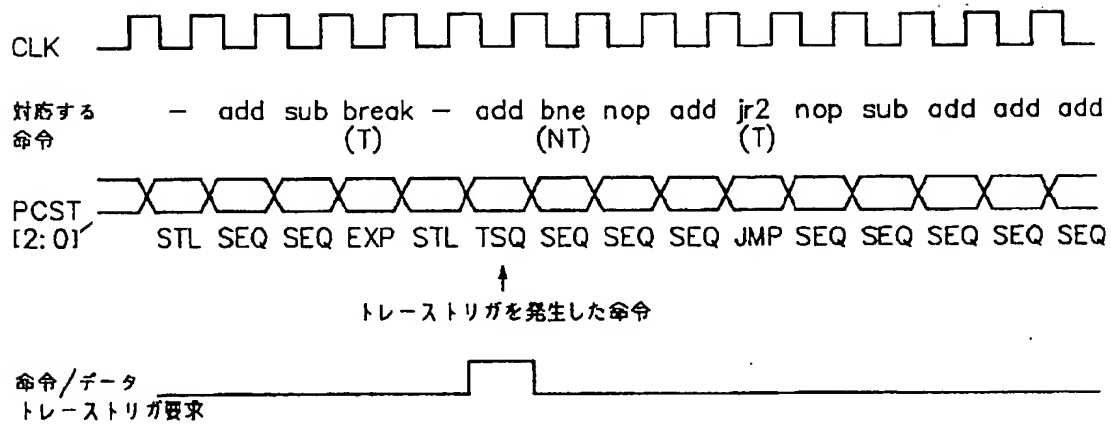 CLK
対応する - add sub break - add bne nop add jr2 nop sub add add add
命令 (T) (NT) (T)
PCST
[2:0] STL SEQ SEQ EXP STL TSQ SEQ SEQ SEQ JMP SEQ SEQ SEQ SEQ SEQ
トレーストリガを発生した命令
命令/データ
トレーストリガ要求